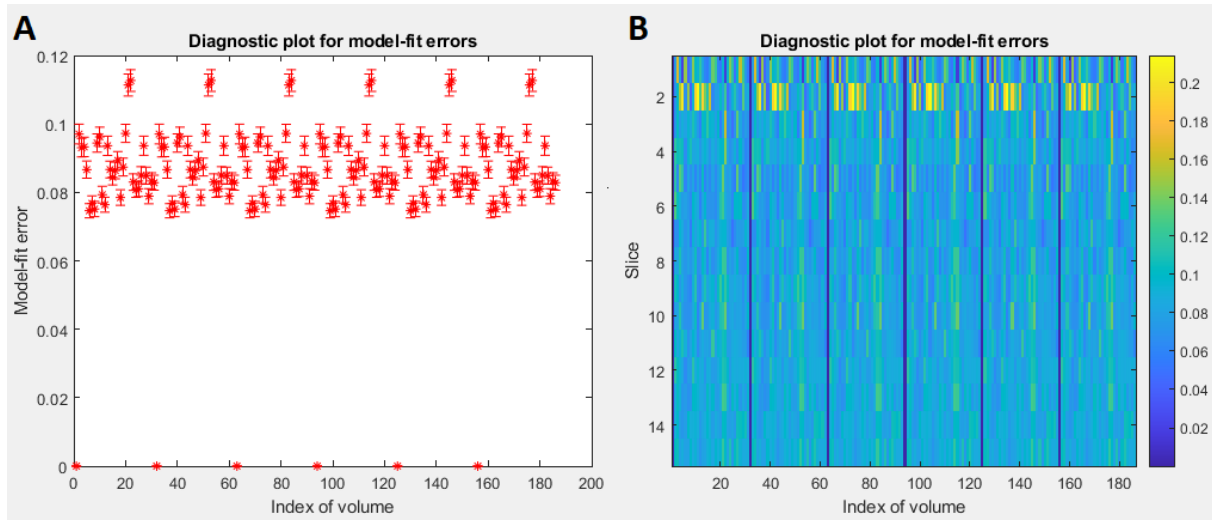 A
Diagnostic plot for model-fit errors
0.12
0.1
0.08
0.06
0.04
0.02
0
Model-fit error
0 20 40 60 80 100 120 140 160 180 200
Index of volume
B
Diagnostic plot for model-fit errors
2
4
6
8
10
12
14
Slice
20 40 60 80 100 120 140 160 180
Index of volume
0.2
0.18
0.16
0.14
0.12
0.1
0.08
0.06
0.04
0.02